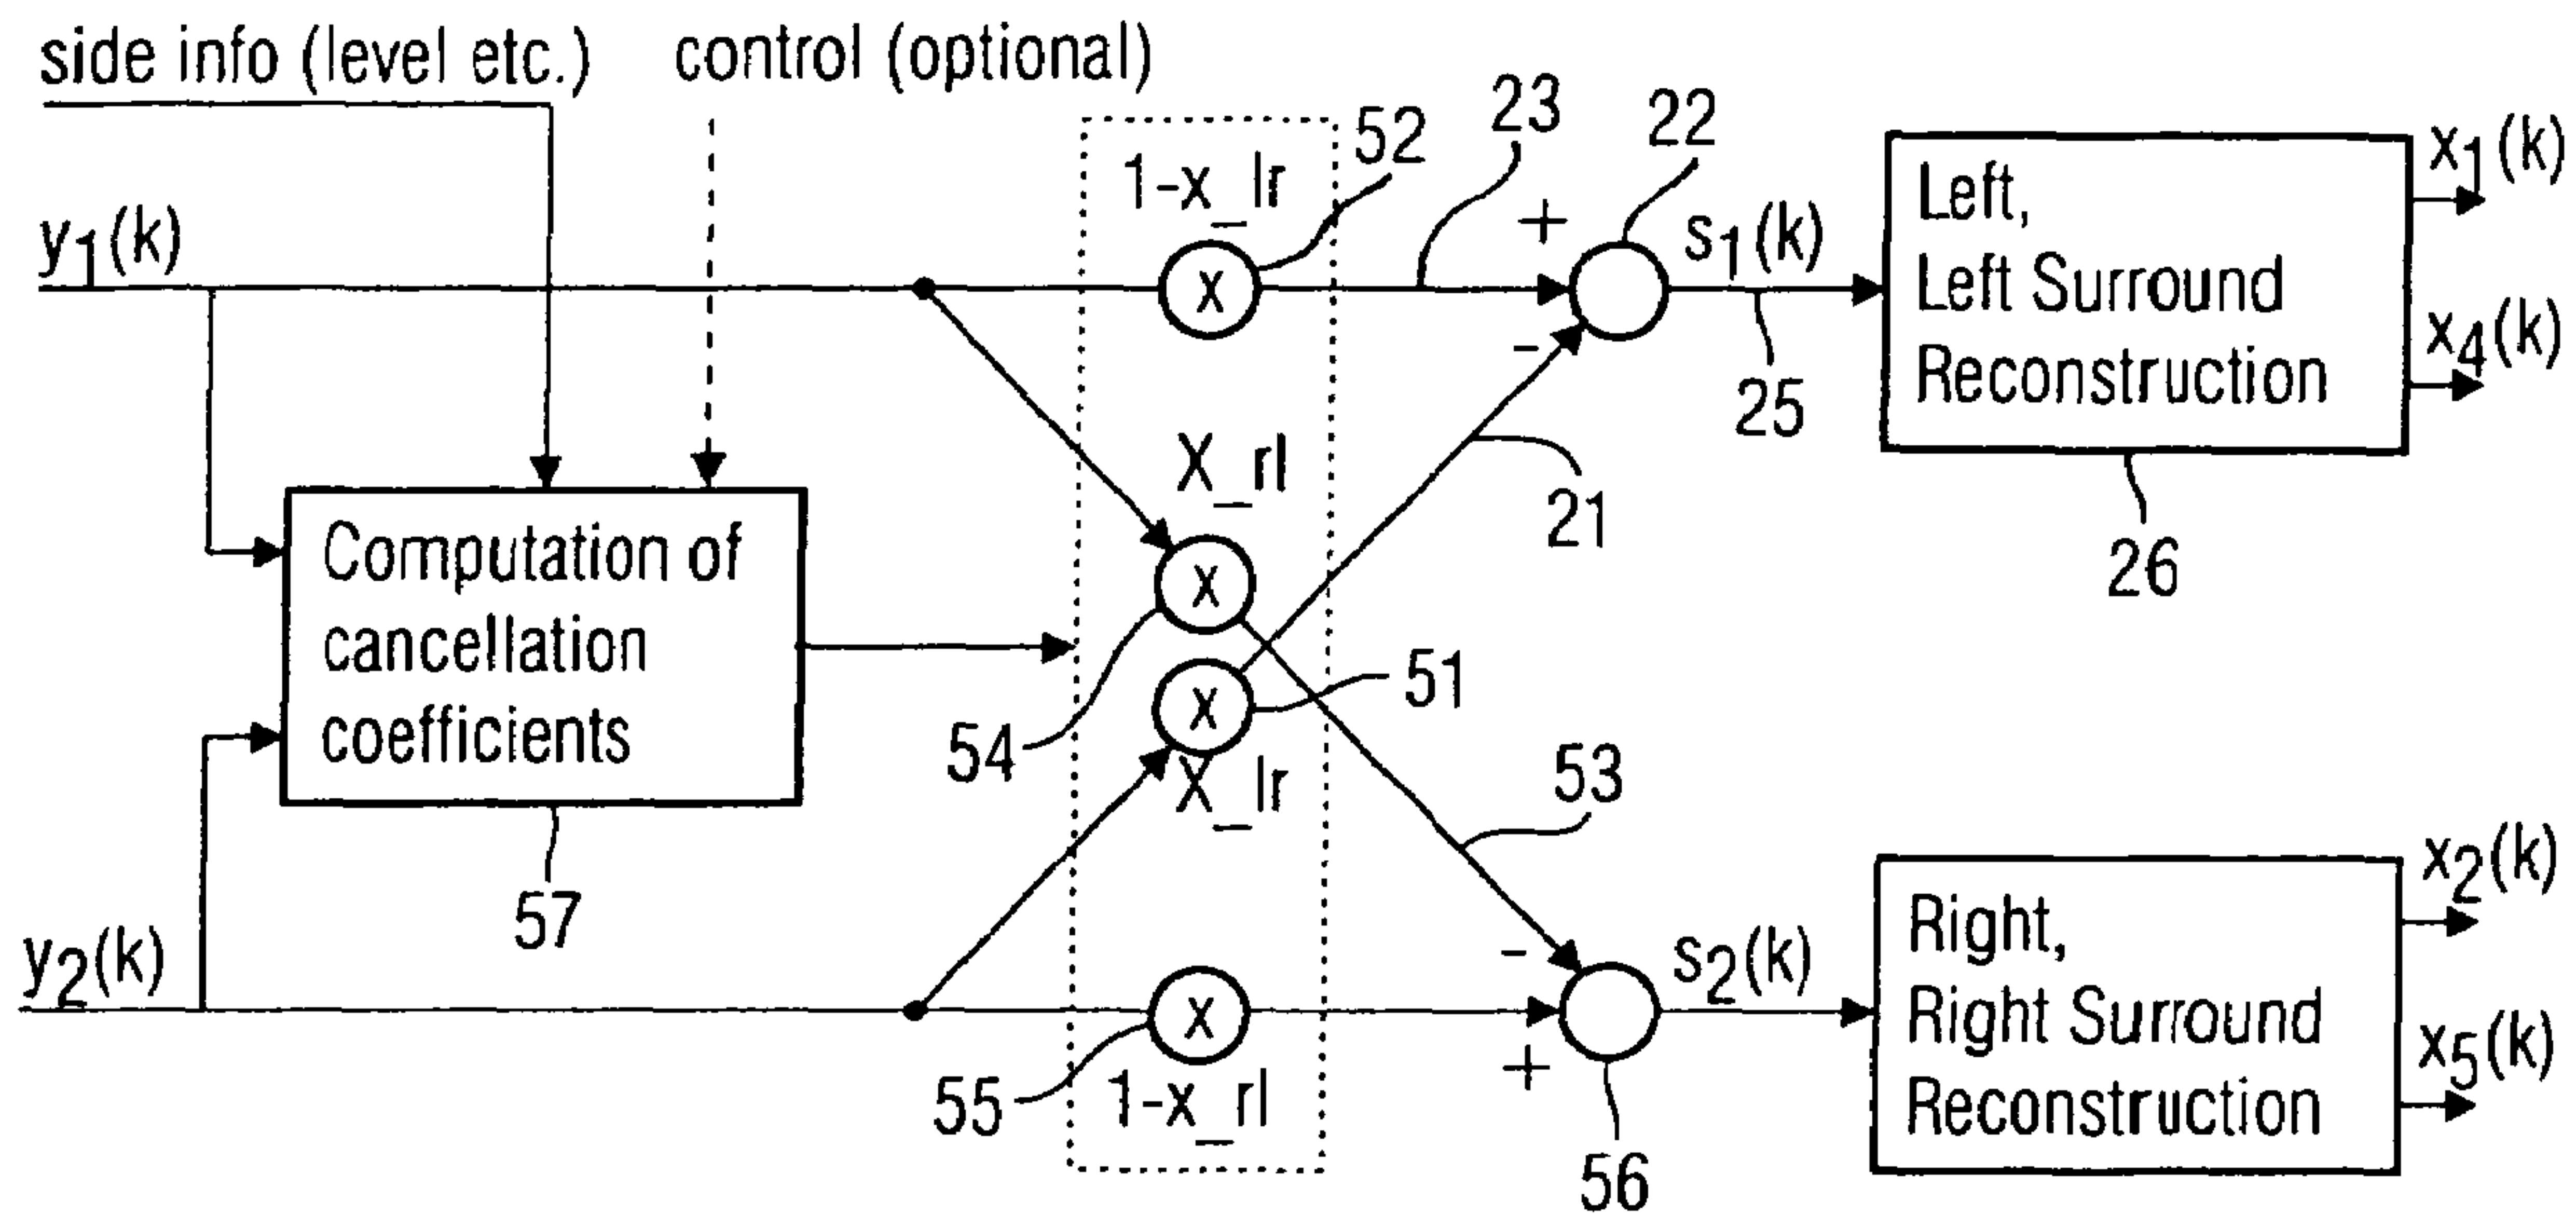 side info (level etc.)
control (optional)
y1(k)
1-x_lr
52
23
22
+
-
s1(k)
25
Left,
Left Surround
Reconstruction
x1(k)
x4(k)
26
X_rl
x
x
21
Computation of
cancellation
coefficients
57
54
x
51
X_lr
53
y2(k)
55
x
1-x_rl
-
+
56
s2(k)
Right,
Right Surround
Reconstruction
x2(k)
x5(k)